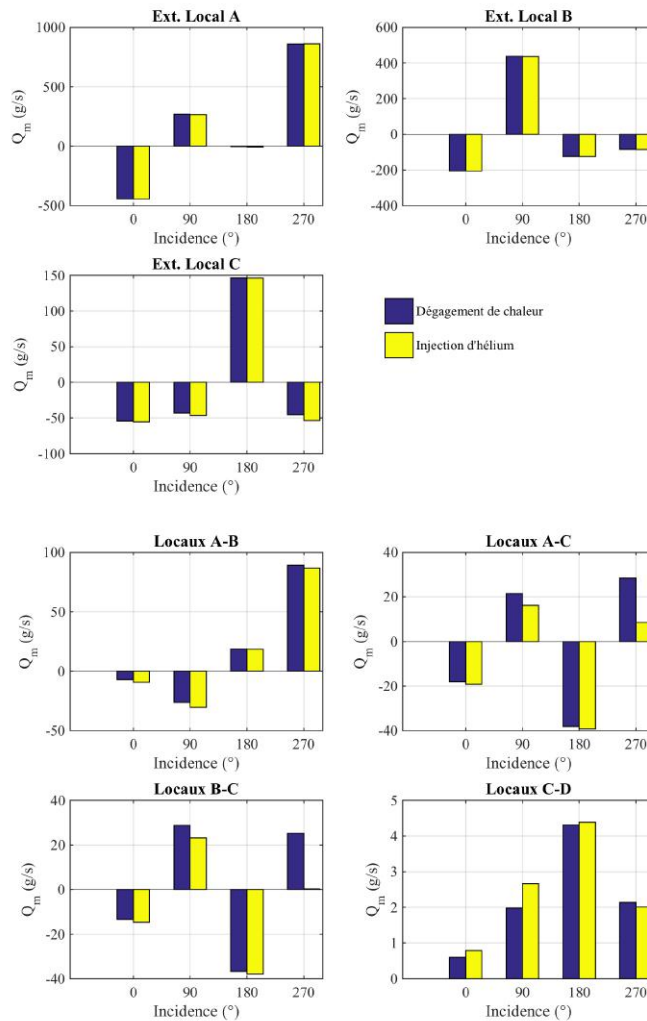 Ext. Local A
1000
500
0
-500
Q_m (g/s)
0 90 180 270
Incidence (°)
Ext. Local B
600
400
200
0
-200
-400
Q_m (g/s)
0 90 180 270
Incidence (°)
Ext. Local C
150
100
50
0
-50
-100
Q_m (g/s)
0 90 180 270
Incidence (°)
Dégagement de chaleur
Injection d'hélium
Locaux A-B
100
50
0
-50
Q_m (g/s)
0 90 180 270
Incidence (°)
Locaux A-C
40
20
0
-20
-40
Q_m (g/s)
0 90 180 270
Incidence (°)
Locaux B-C
40
20
0
-20
-40
Q_m (g/s)
0 90 180 270
Incidence (°)
Locaux C-D
5
4
3
2
1
0
Q_m (g/s)
0 90 180 270
Incidence (°)